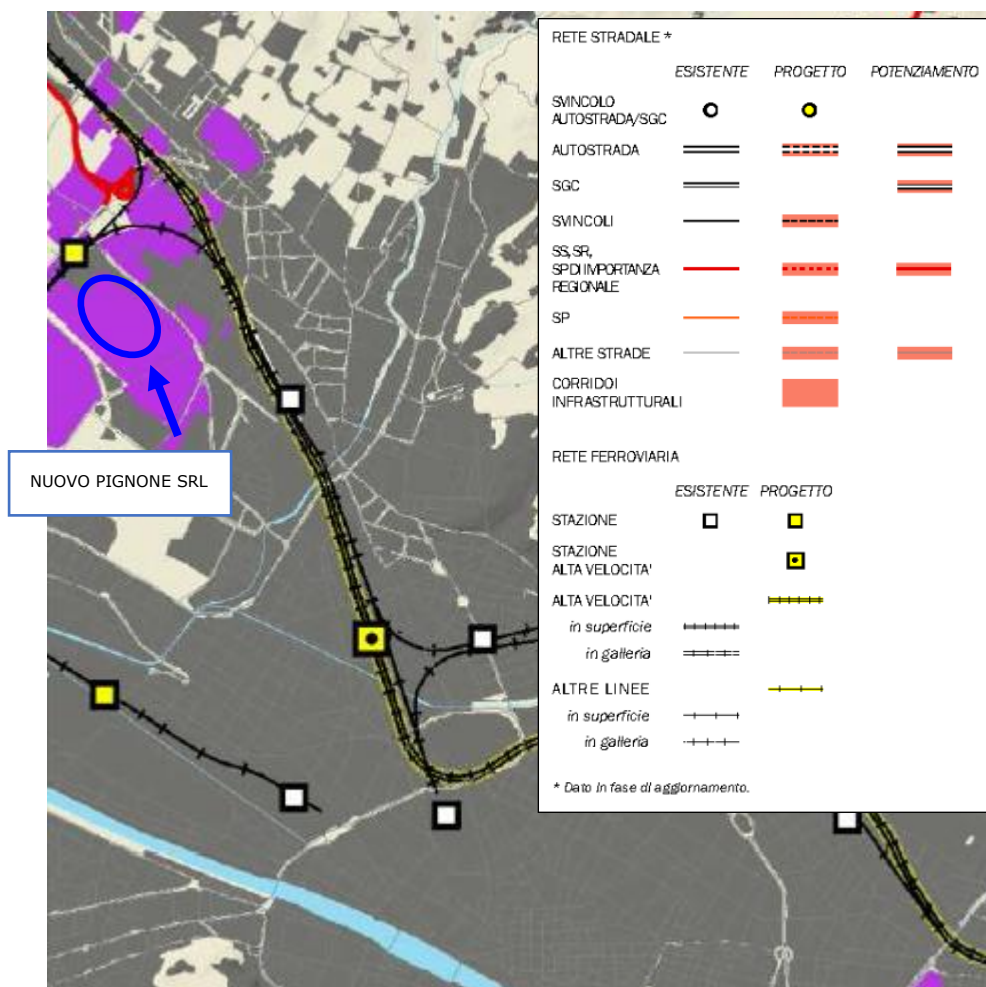 RETE STRADALE *
ESISTENTE PROGETTO POTENZIAMENTO
SVINCOLO
AUTOSTRADA/SGC
AUTOSTRADA
SGC
SVINCOLI
SS, SR,
SP DI IMPORTANZA
REGIONALE
SP
ALTRE STRADE
CORRIDOI
INFRASTRUTTURALI
RETE FERROVIARIA
ESISTENTE PROGETTO
STAZIONE
STAZIONE
ALTA VELOCITA'
ALTA VELOCITA'
in superficie
in galleria
ALTRE LINEE
in superficie
in galleria
* Dato in fase di aggiornamento.
NUOVO PIGNONE SRL